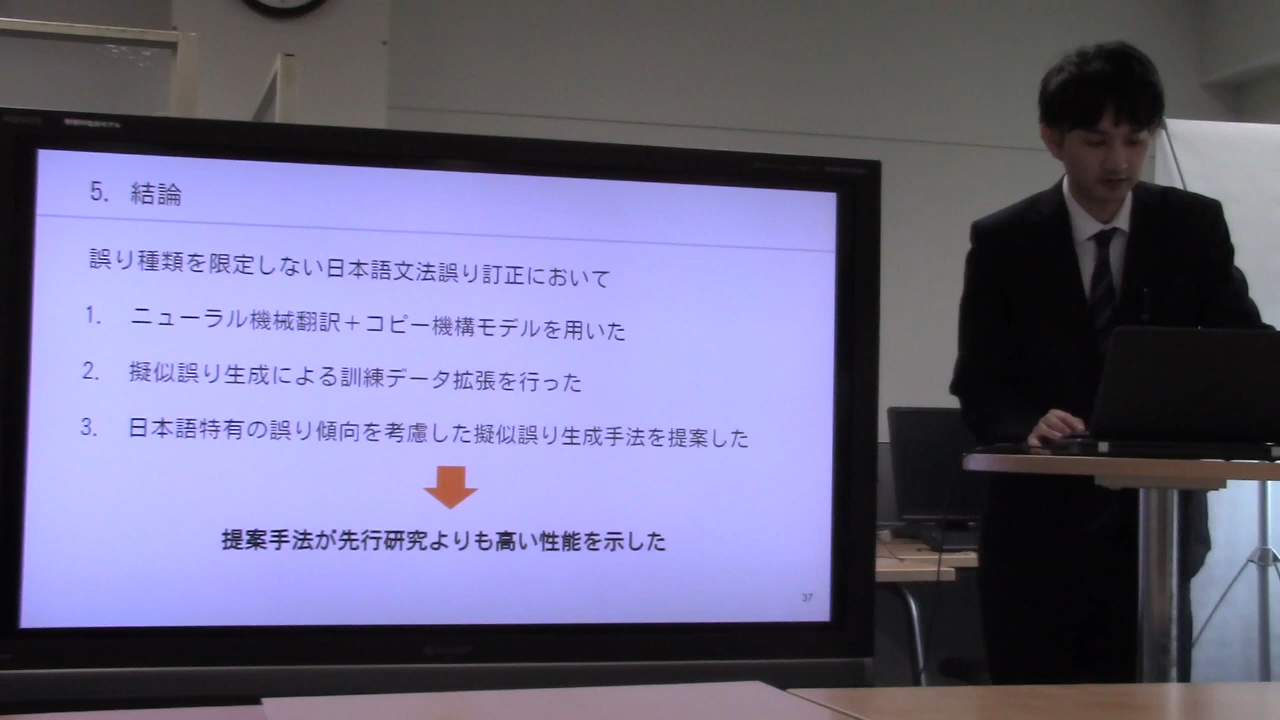 5. 結論
誤り種類を限定しない日本語文法誤り訂正において
1. ニューラル機械翻訳＋コピー機構モデルを用いた
2. 擬似誤り生成による訓練データ拡張を行った
3. 日本語特有の誤り傾向を考慮した擬似誤り生成手法を提案した
提案手法が先行研究よりも高い性能を示した
37